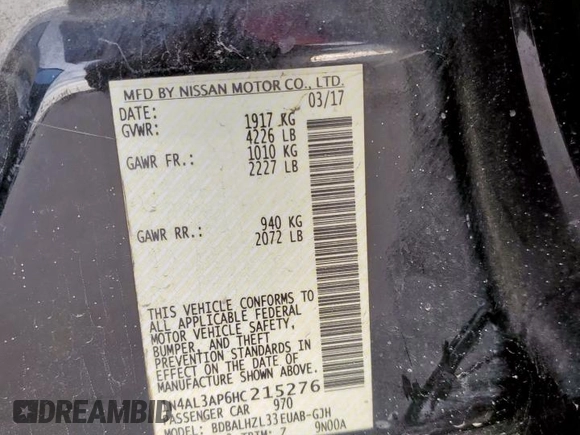 MFD BY NISSAN MOTOR CO., LTD.
DATE: 03/17
GVWR: 1917 KG
4226 LB
GAWR FR.: 1010 KG
2227 LB
GAWR RR.: 940 KG
2072 LB
THIS VEHICLE CONFORMS TO
ALL APPLICABLE FEDERAL
MOTOR VEHICLE SAFETY,
BUMPER, AND THEFT
PREVENTION STANDARDS IN
EFFECT ON THE DATE OF
MANUFACTURE SHOWN ABOVE.
N4AL3AP6HC215276
PASSENGER CAR 970
MODEL: BDBALHZL33EUAB-GJH
TRIM: Z 9N00A
DREAMBID